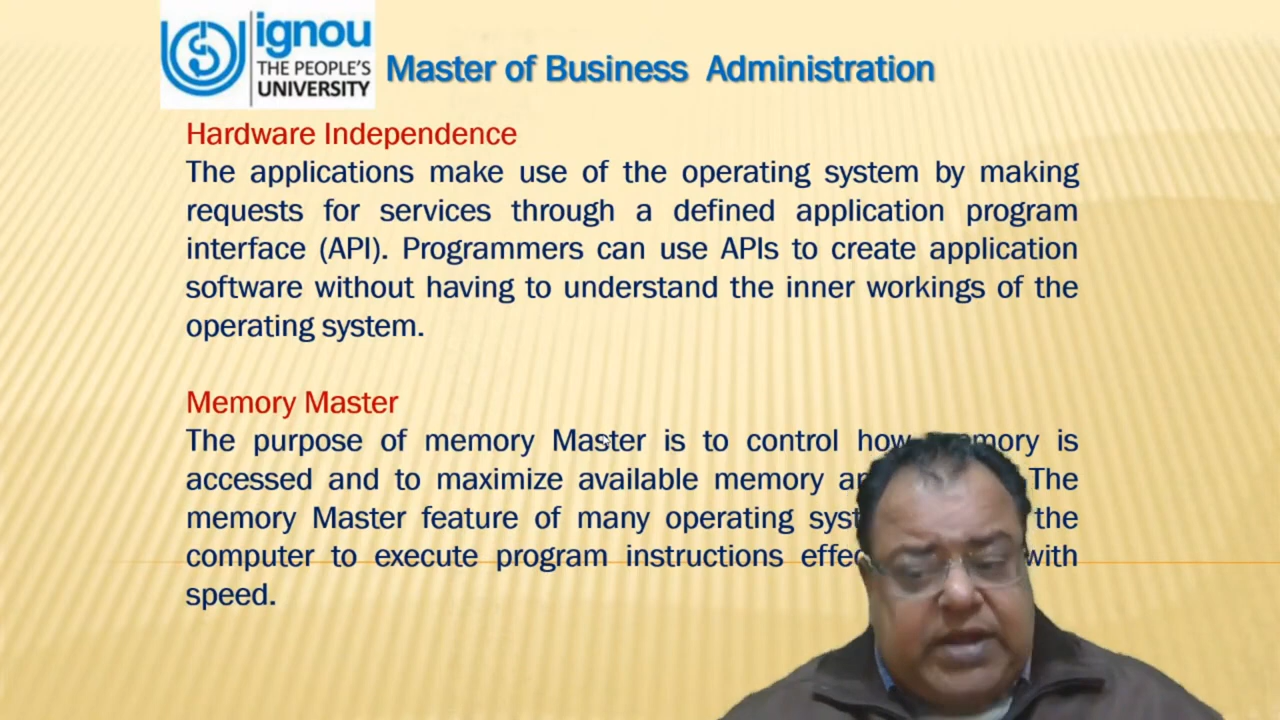 ignou
THE PEOPLE'S
UNIVERSITY
Master of Business Administration
Hardware Independence
The applications make use of the operating system by making
requests for services through a defined application program
interface (API). Programmers can use APIs to create application
software without having to understand the inner workings of the
operating system.
Memory Master
The purpose of memory Master is to control how is
accessed and to maximize available memory The
memory Master feature of many operating the
computer to execute program instructions with
speed.